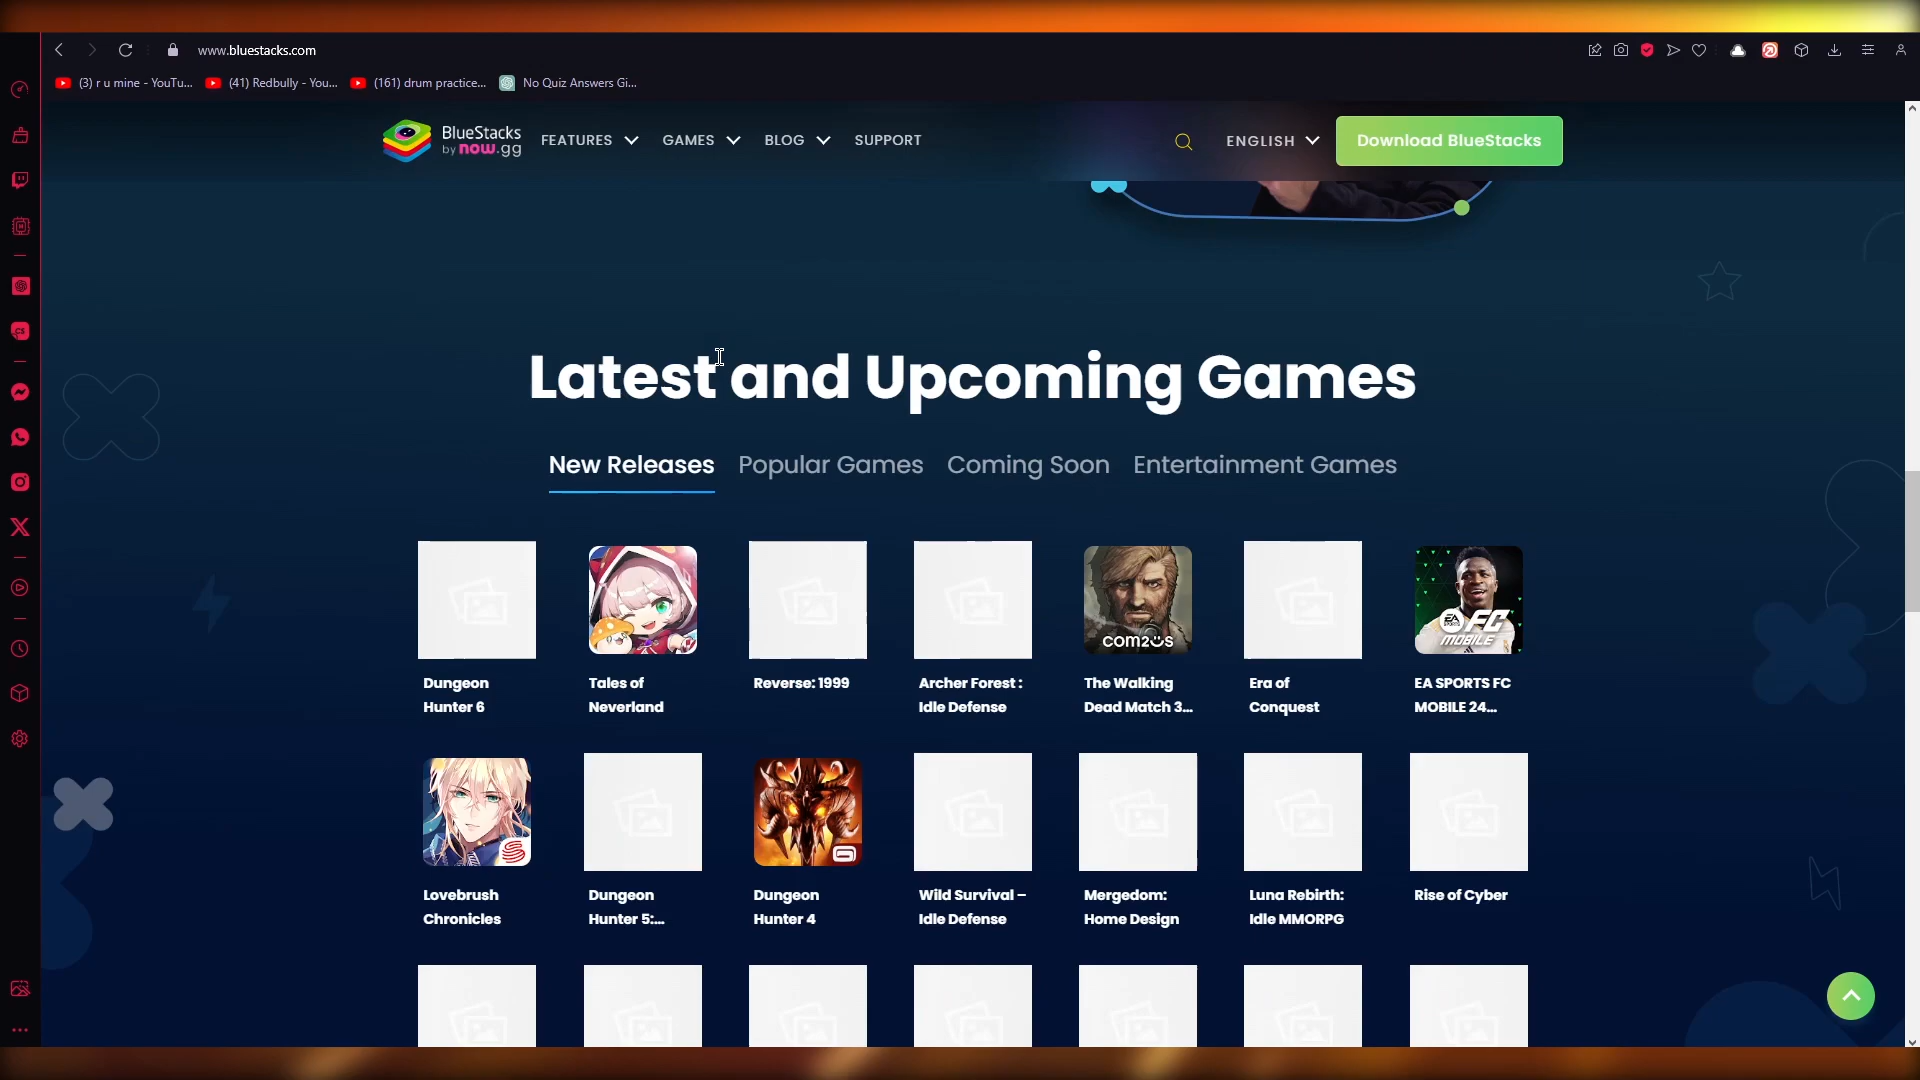 www.bluestacks.com
(3) r u mine - YouTu...
(41) Redbully - You...
(161) drum practice...
No Quiz Answers Gi...
BlueStacks
by now.gg
FEATURES
GAMES
BLOG
SUPPORT
ENGLISH
Download BlueStacks
Latest and Upcoming Games
New Releases
Popular Games
Coming Soon
Entertainment Games
COM2US
EA SPORTS
FC
MOBILE
Dungeon
Hunter 6
Tales of
Neverland
Reverse: 1999
Archer Forest :
Idle Defense
The Walking
Dead Match 3...
Era of
Conquest
EA SPORTS FC
MOBILE 24...
Lovebrush
Chronicles
Dungeon
Hunter 5:...
Dungeon
Hunter 4
Wild Survival –
Idle Defense
Mergedom:
Home Design
Luna Rebirth:
Idle MMORPG
Rise of Cyber